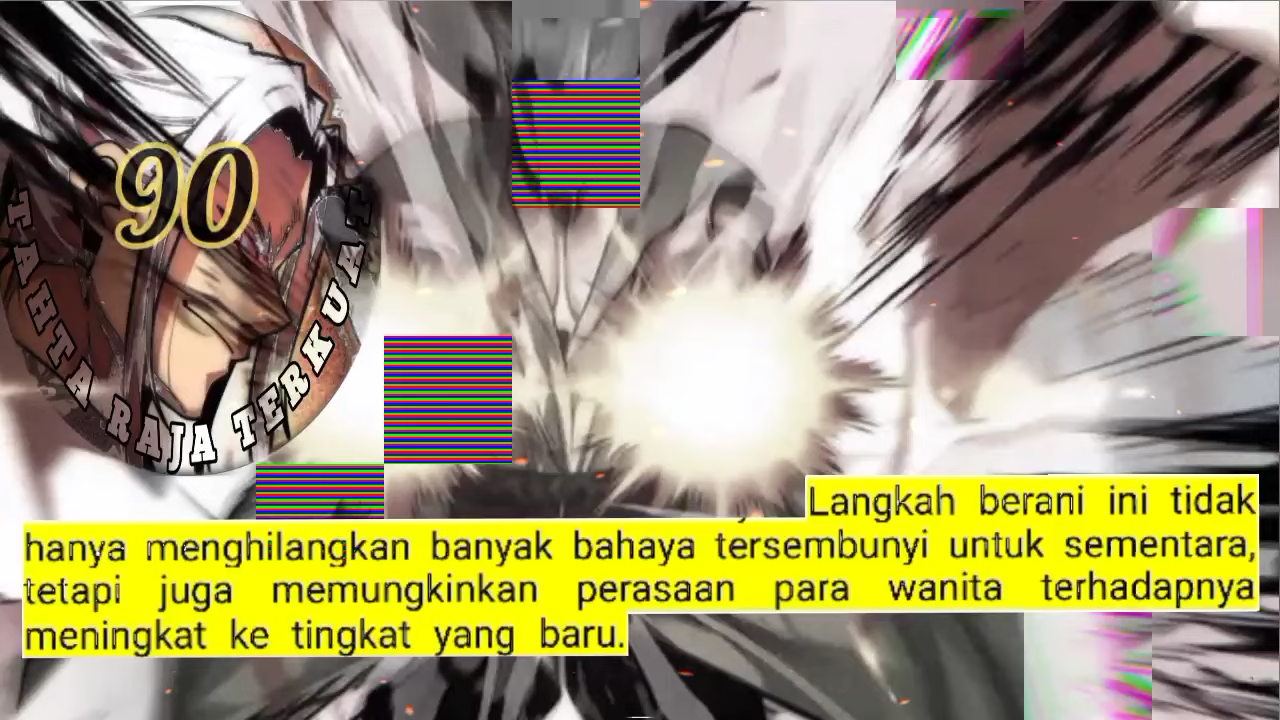 90
TAHTA RAJA TERKUAT
Langkah berani ini tidak
hanya menghilangkan banyak bahaya tersembunyi untuk sementara,
tetapi juga memungkinkan perasaan para wanita terhadapnya
meningkat ke tingkat yang baru.